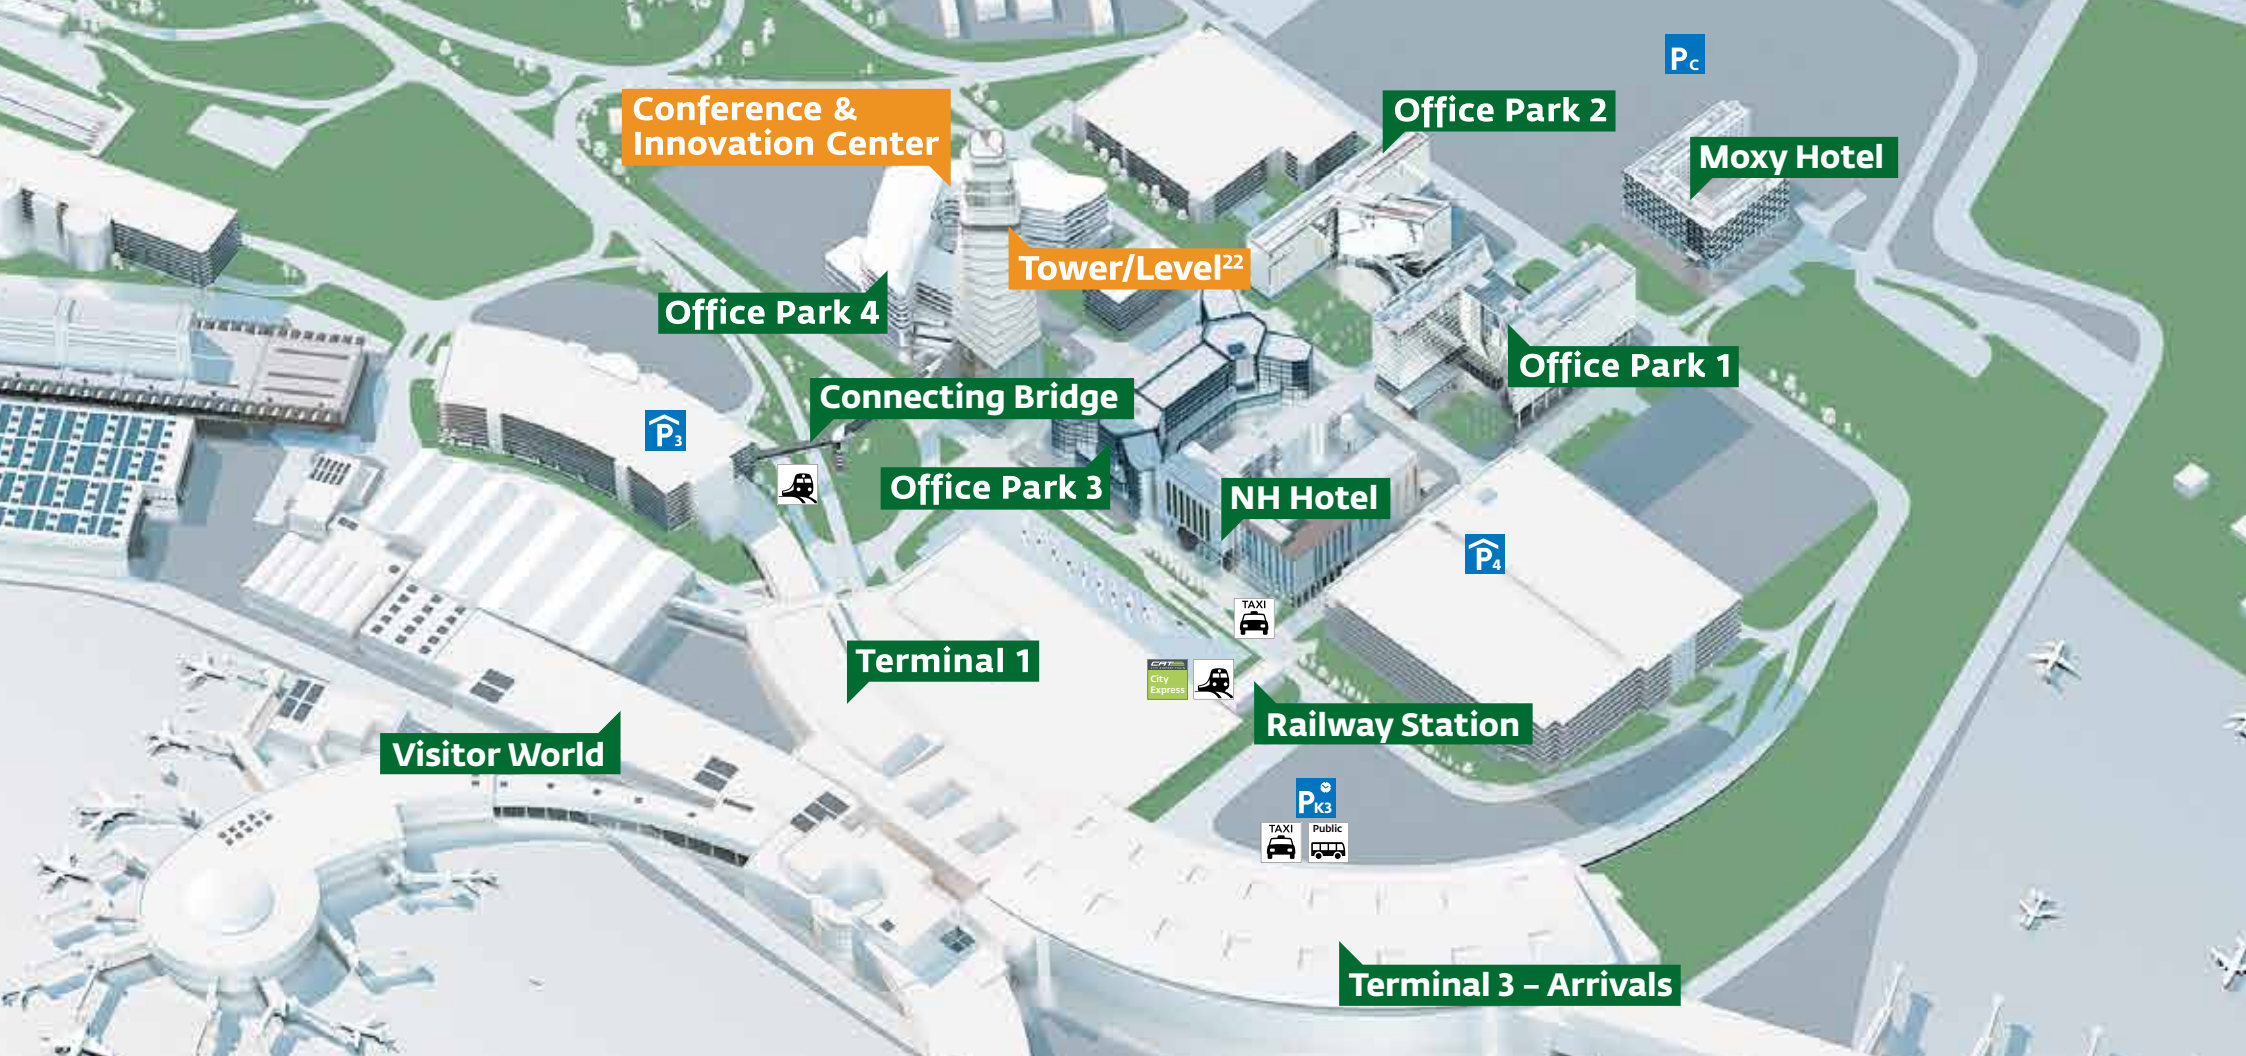 P C
Conference &
Innovation Center
Office Park 2
Moxy Hotel
Tower/Level22
Office Park 4
Office Park 1
Connecting Bridge
P3
Office Park 3
NH Hotel
P4
TAXI
Terminal 1
CAT
City
Express
Railway Station
Visitor World
PK3
TAXI
Public
Terminal 3 – Arrivals